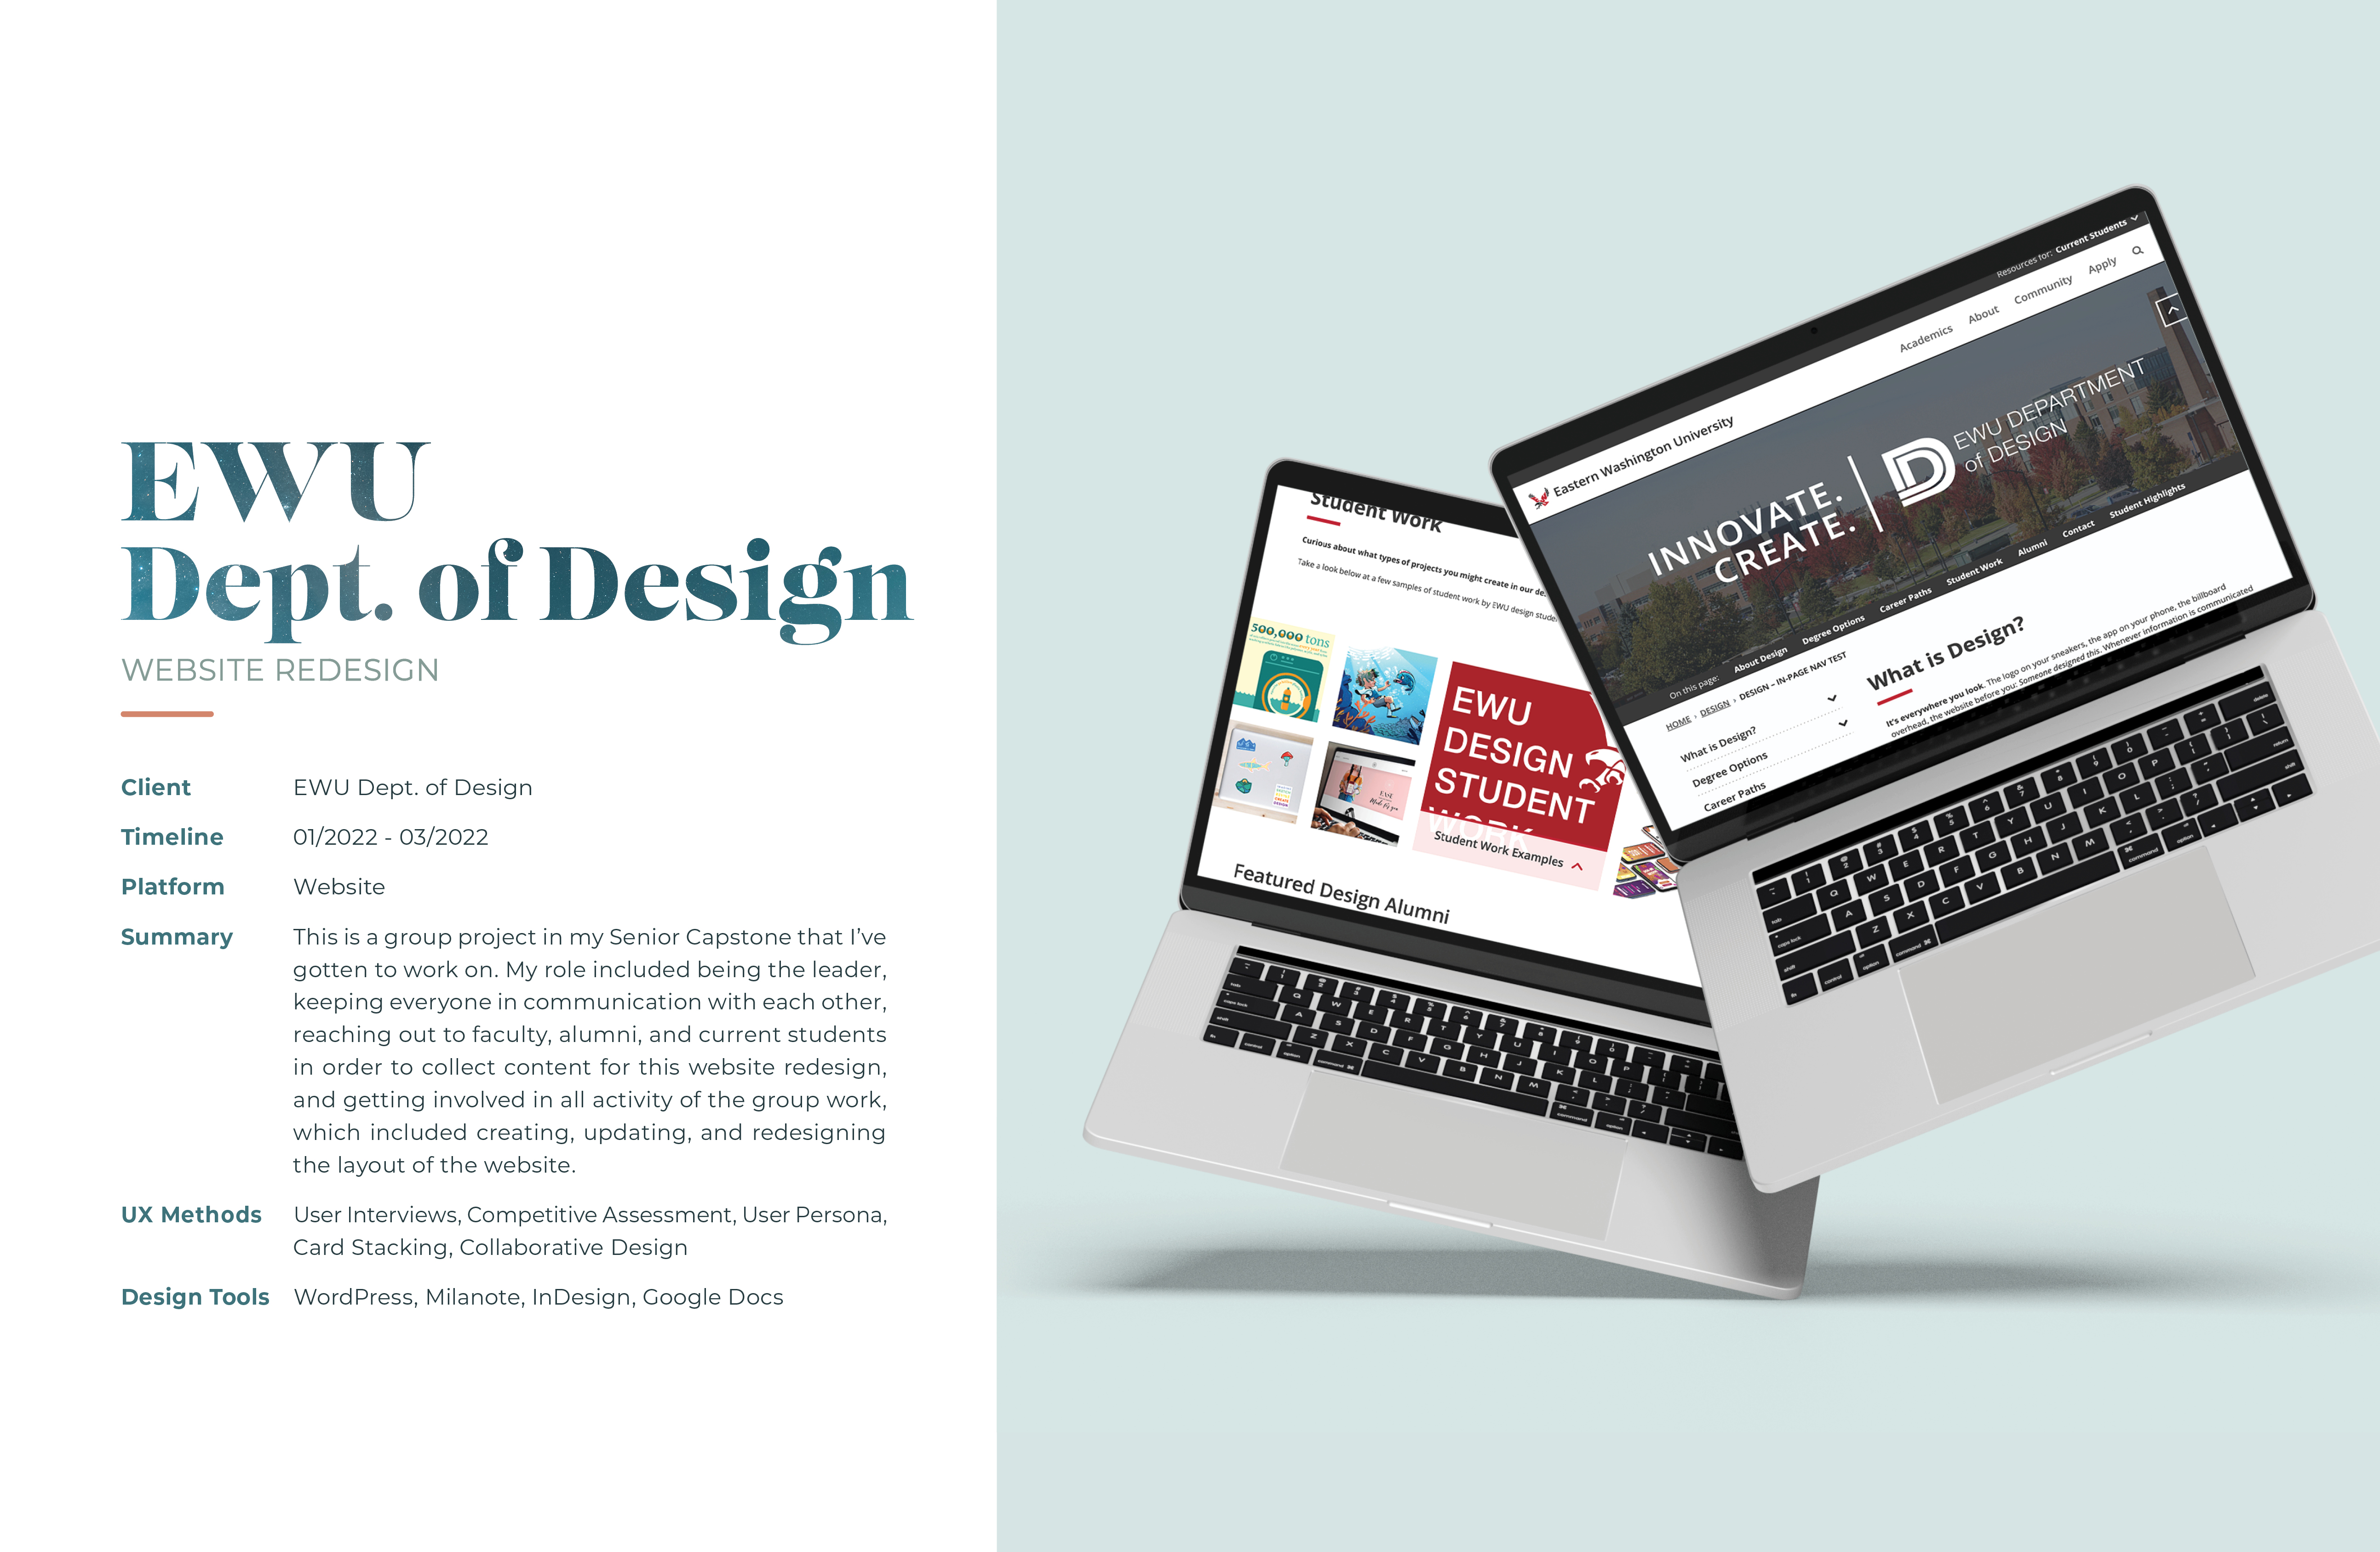 EWU
Dept. of Design
WEBSITE REDESIGN
Client EWU Dept. of Design
Timeline 01/2022 - 03/2022
Platform Website
Summary This is a group project in my Senior Capstone that I've
gotten to work on. My role included being the leader,
keeping everyone in communication with each other,
reaching out to faculty, alumni, and current students
in order to collect content for this website redesign,
and getting involved in all activity of the group work,
which included creating, updating, and redesigning
the layout of the website.
UX Methods User Interviews, Competitive Assessment, User Persona,
Card Stacking, Collaborative Design
Design Tools WordPress, Milanote, InDesign, Google Docs
Student Work
Curious about what types of projects you might create in our
Take a look below at a few samples of student work by EWU design
500,000 tons
EWU
DESIGN
STUDENT
WORK
Student Work Examples
Featured Design Alumni
Resources for: Current Students
Eastern Washington University
Academics About Community Apply
INNOVATE.
CREATE.
EWU DEPARTMENT
of DESIGN
On this page: About Design Degree Options Career Paths Student Work Alumni Contact Student Highlights
HOME › DESIGN › DESIGN – IN-PAGE NAV TEST
What is Design?
Degree Options
Career Paths
What is Design?
It's everywhere you look. The logo on your sneakers, the app on your phone, the billboard
overhead, the website before you: Someone designed this. Whenever information is communicated